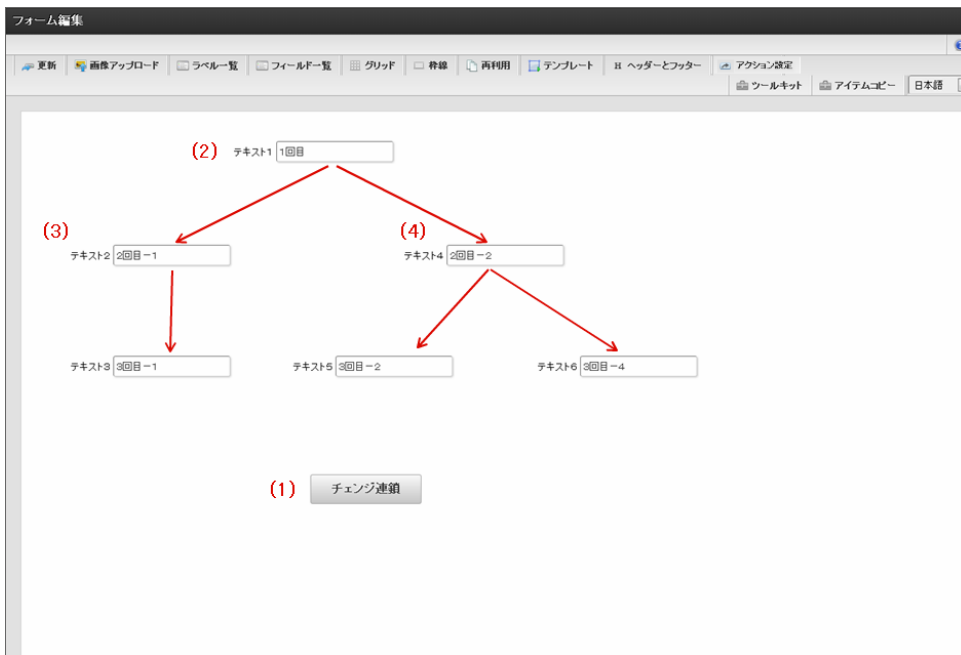 フォーム編集
更新 画像アップロード ラベル一覧 フィールド一覧 グリッド 枠線 再利用 テンプレート H ヘッダーとフッター アクション設定
ツールキット アイテムコピー 日本語
(2) テキスト1 1回目
(3) (4)
テキスト2 2回目-1 テキスト4 2回目-2
テキスト3 3回目-1 テキスト5 3回目-2 テキスト6 3回目-4
(1) チェンジ連鎖